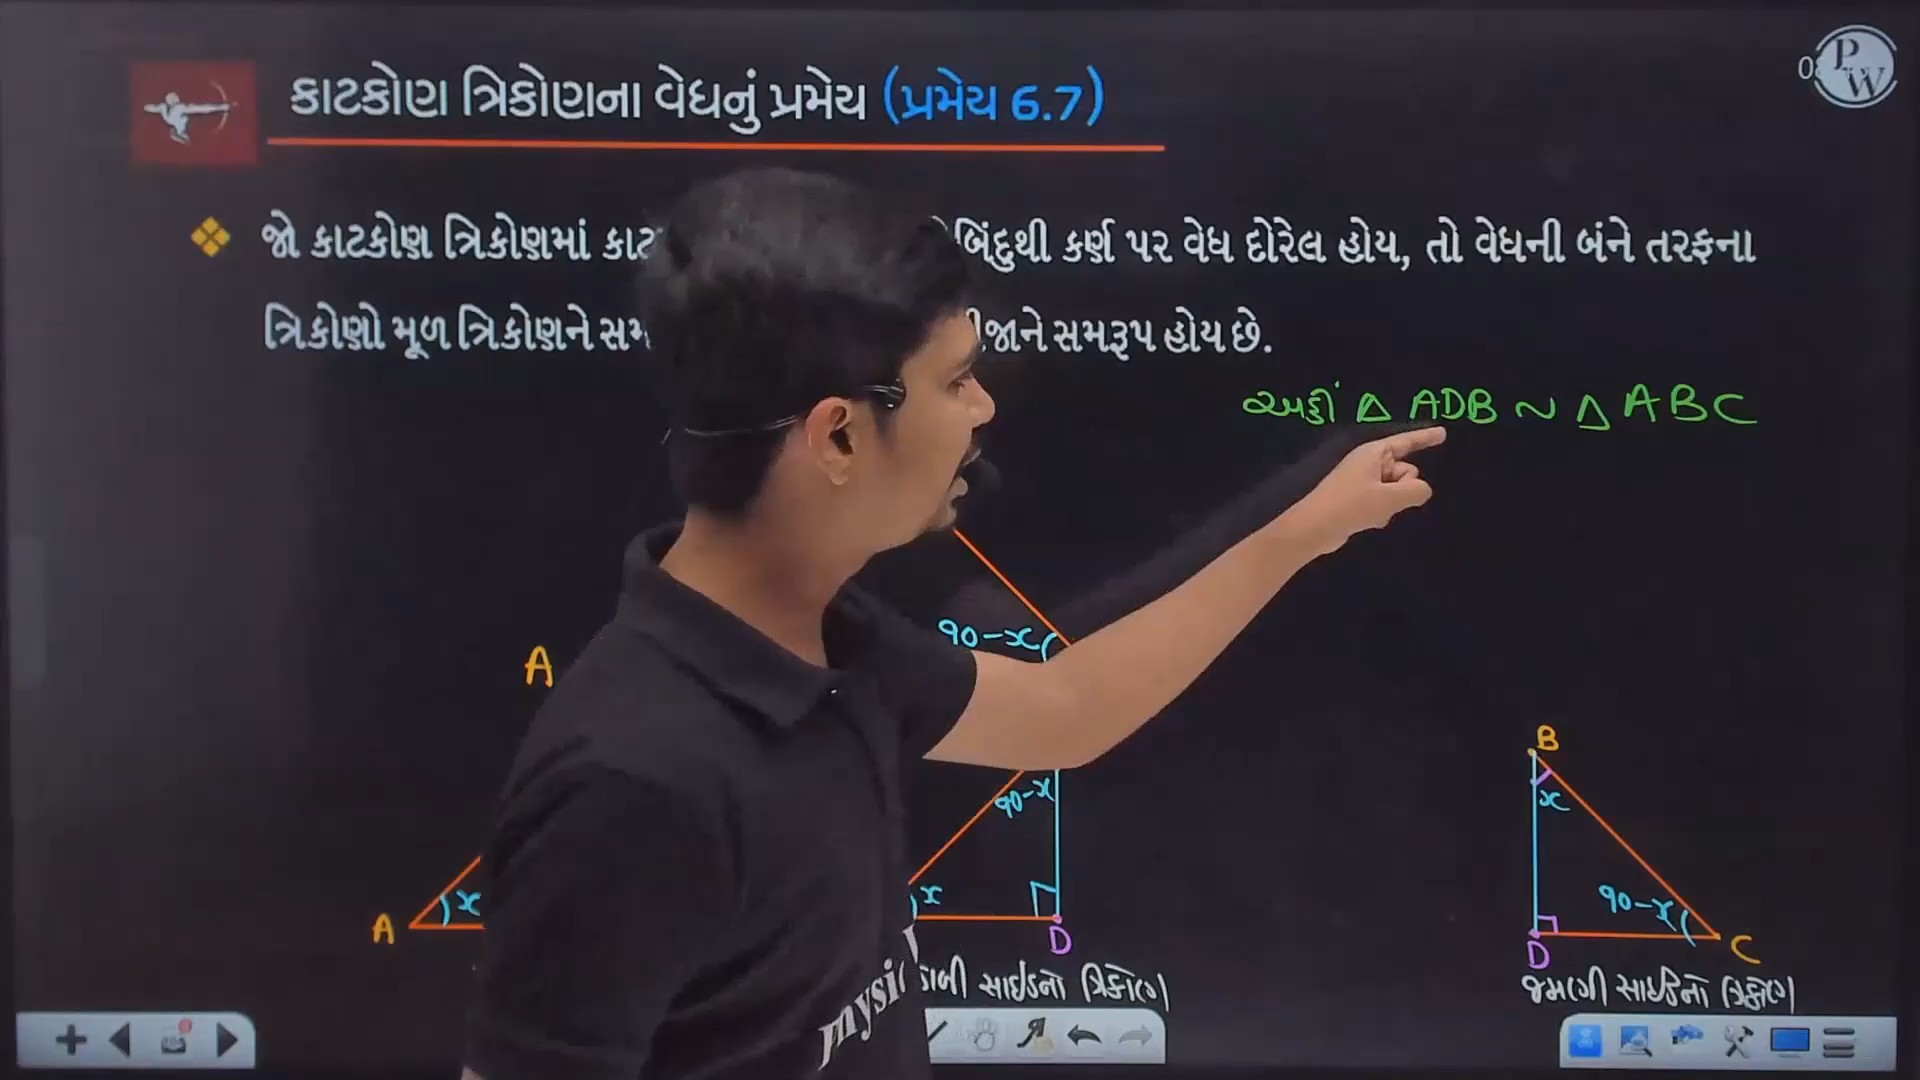 કાટકોણ ત્રિકોણના વેધનું પ્રમેય (પ્રમેય 6.7)
PW
જો કાટકોણ ત્રિકોણમાં બિંદુથી કર્ણ પર વેધ દોરેલ હોય, તો વેધની બંને તરફના
ત્રિકોણો મૂળ ત્રિકોણને સમરૂપ હોય છે.
અહીં Δ ADB ~ Δ ABC
90-x
A
B
90-x
x
A
x
x
90-x
D
D
C
સાઈડનો ત્રિકોણ
જમણી સાઈડનો ત્રિકોણ